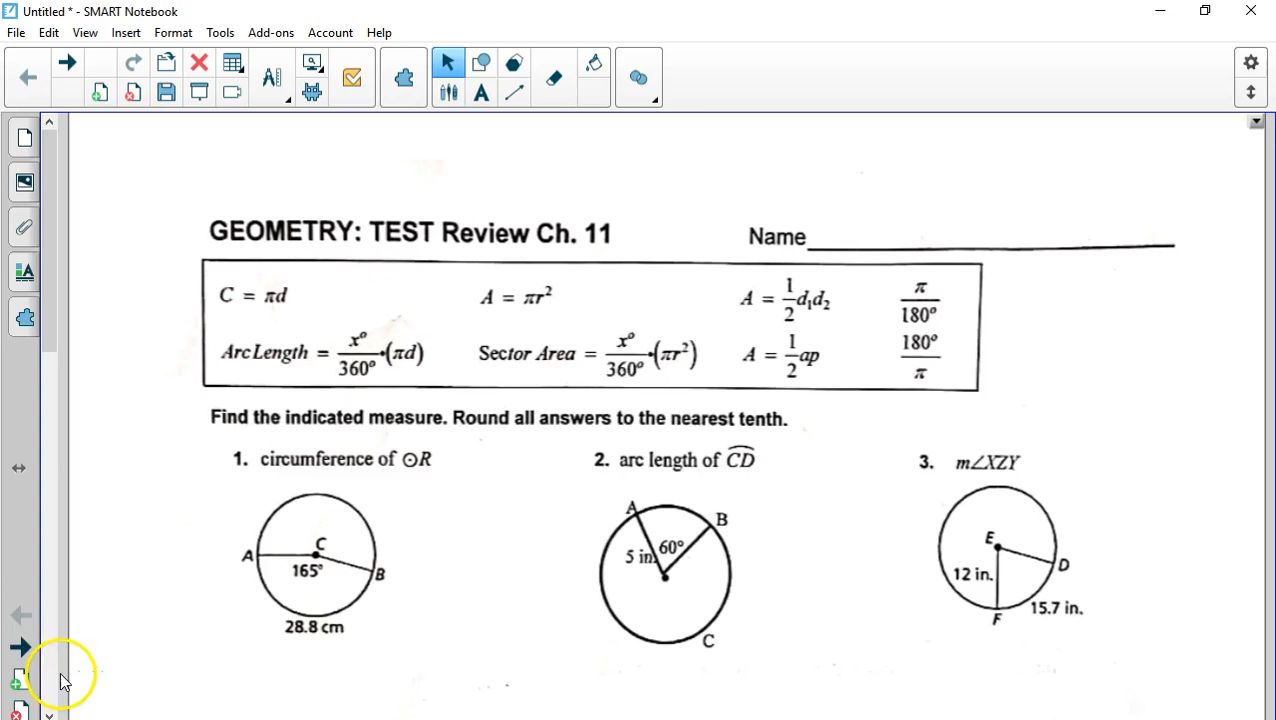 Untitled * - SMART Notebook
File Edit View Insert Format Tools Add-ons Account Help
GEOMETRY: TEST Review Ch. 11 Name
C = πd A = πr² A = 1/2 d₁d₂ π/180°
Arc Length = x°/360° • (πd) Sector Area = x°/360° • (πr²) A = 1/2 ap 180°/π
Find the indicated measure. Round all answers to the nearest tenth.
1. circumference of ⊙R 2. arc length of C͡D 3. m∠XZY
A C 165° B 28.8 cm
A B 5 in. 60° C
E 12 in. D F 15.7 in.